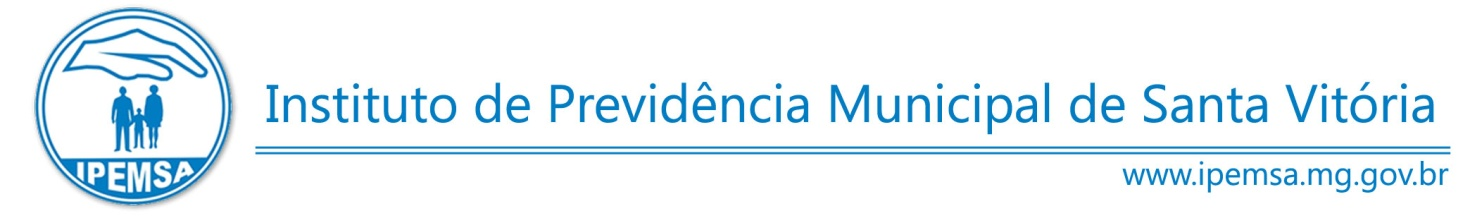 IPEMSA
Instituto de Previdência Municipal de Santa Vitória
www.ipemsa.mg.gov.br